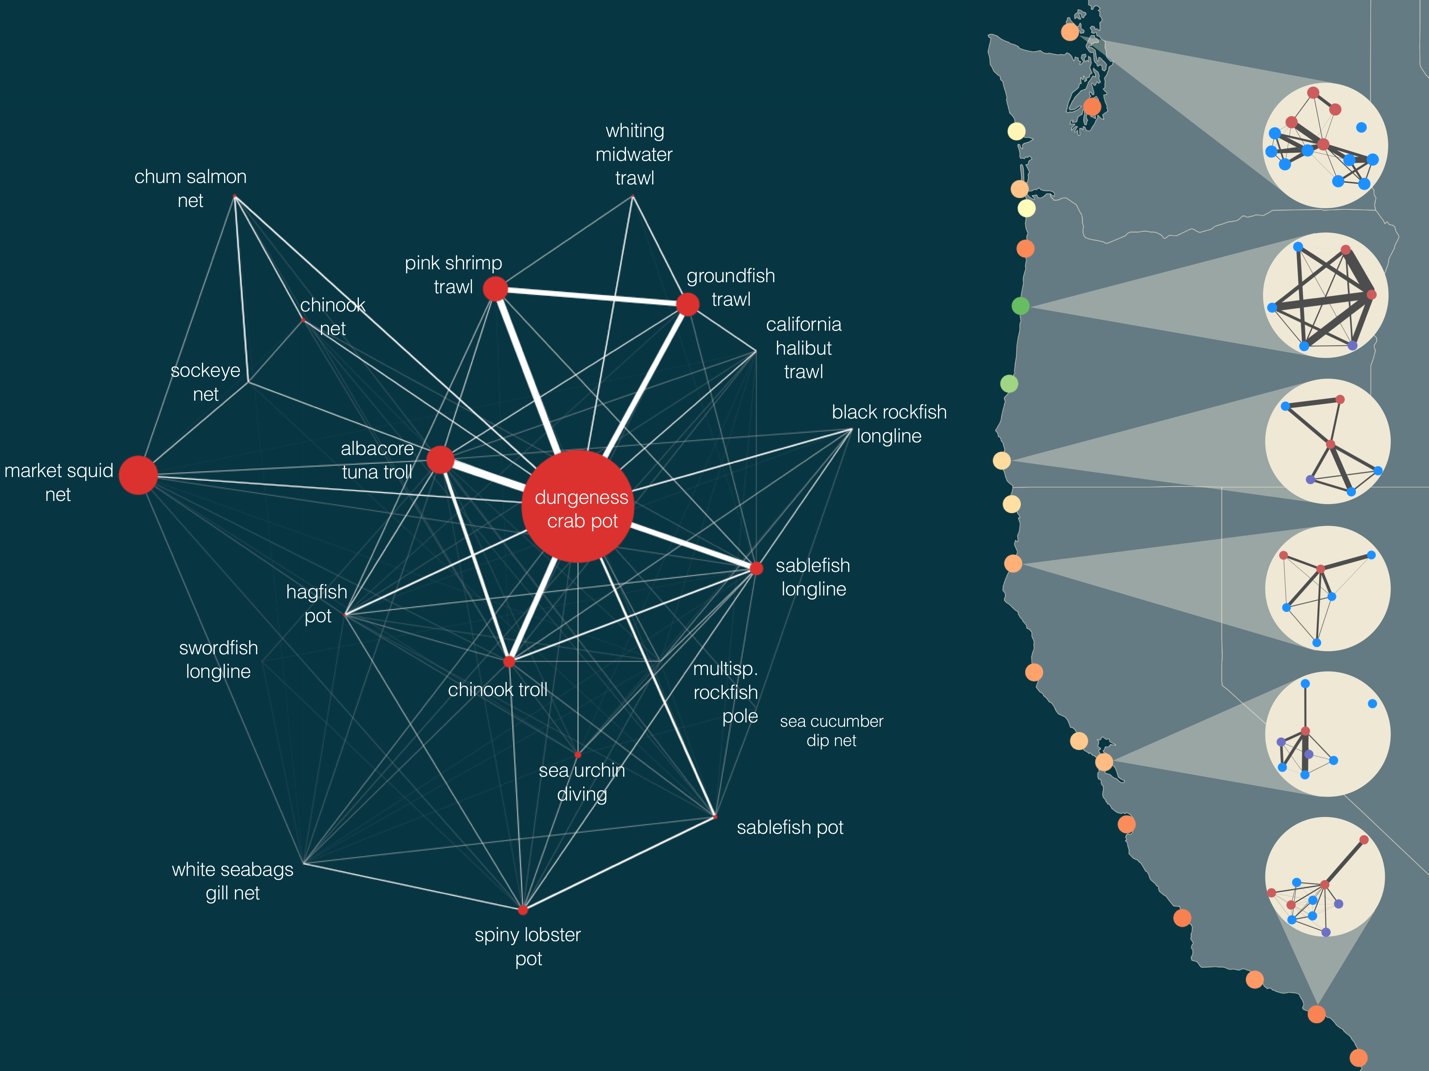 whiting
midwater
trawl
chum salmon
net
pink shrimp
trawl
groundfish
trawl
chinook
net
california
halibut
trawl
sockeye
net
black rockfish
longline
albacore
tuna troll
market squid
net
dungeness
crab pot
sablefish
longline
hagfish
pot
swordfish
longline
chinook troll
multisp.
rockfish
pole
sea cucumber
dip net
sea urchin
diving
sablefish pot
white seabags
gill net
spiny lobster
pot